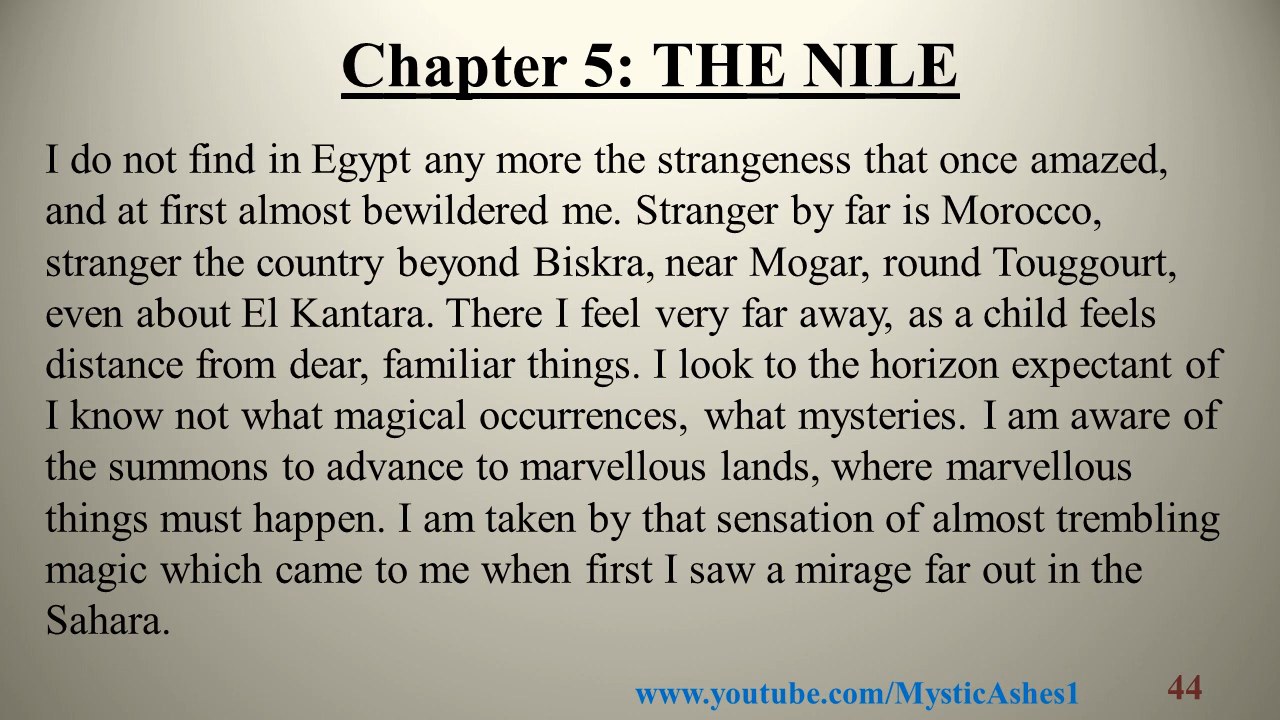 Chapter 5: THE NILE
I do not find in Egypt any more the strangeness that once amazed,
and at first almost bewildered me. Stranger by far is Morocco,
stranger the country beyond Biskra, near Mogar, round Touggourt,
even about El Kantara. There I feel very far away, as a child feels
distance from dear, familiar things. I look to the horizon expectant of
I know not what magical occurrences, what mysteries. I am aware of
the summons to advance to marvellous lands, where marvellous
things must happen. I am taken by that sensation of almost trembling
magic which came to me when first I saw a mirage far out in the
Sahara.
www.youtube.com/MysticAshes1 44